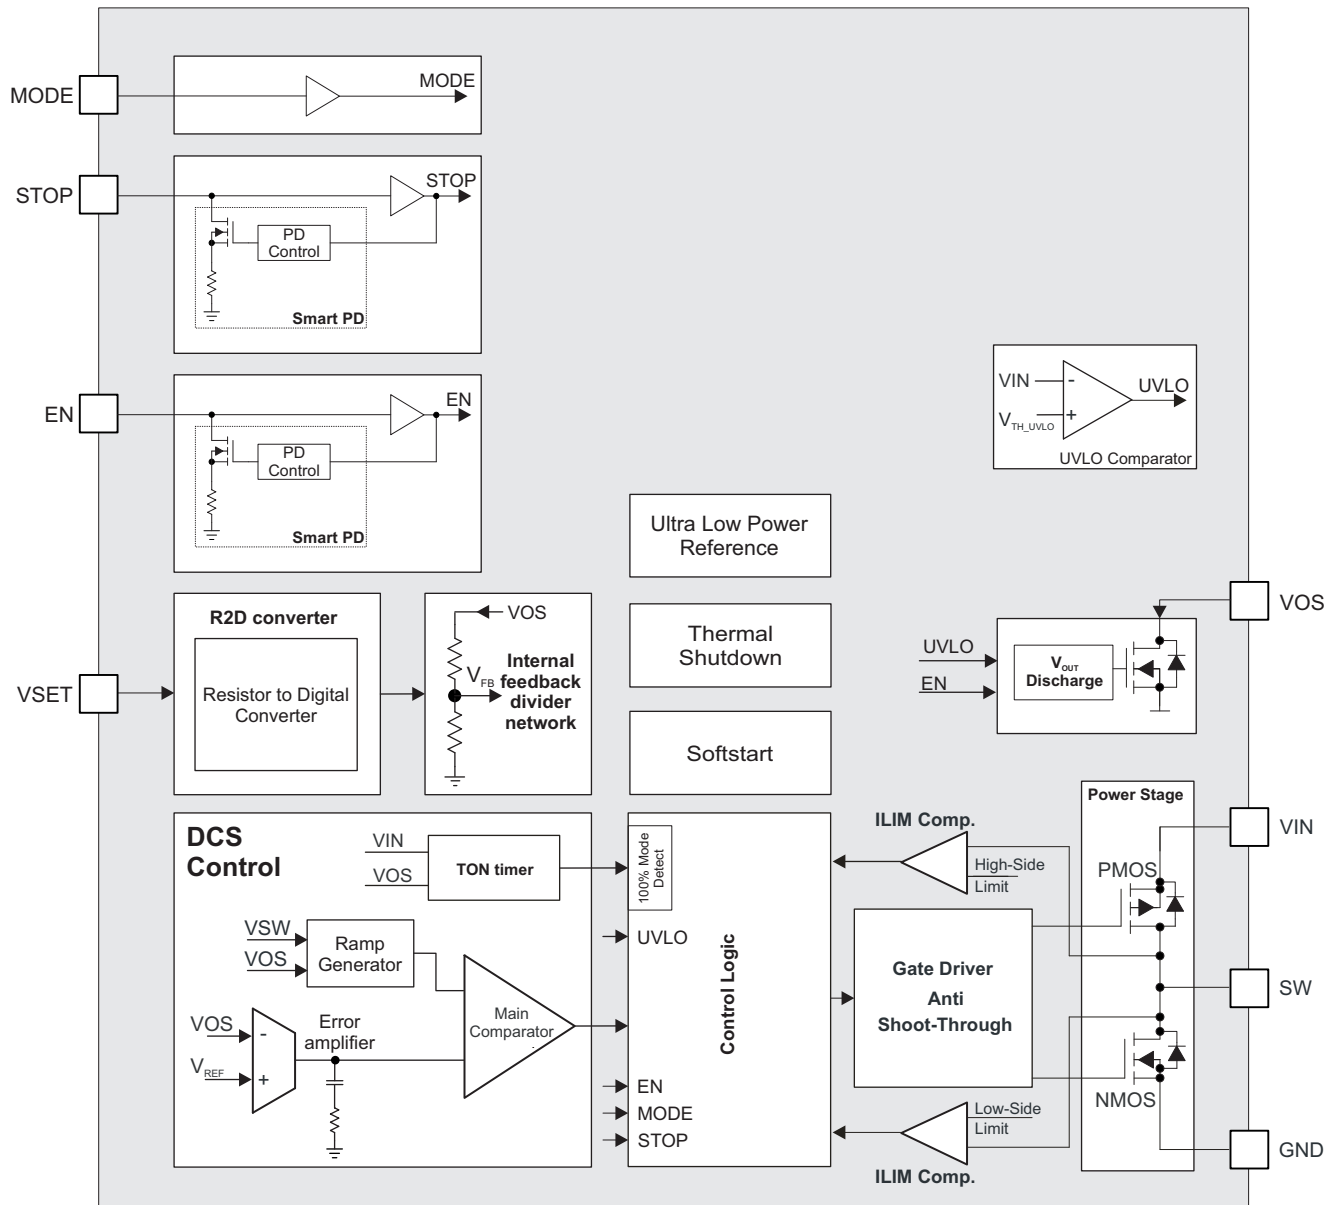 MODE
MODE
STOP
STOP
PD
Control
Smart PD
EN
EN
PD
Control
Smart PD
VIN
-
V_TH_UVLO
+
UVLO
UVLO Comparator
Ultra Low Power
Reference
Thermal
Shutdown
Softstart
VOS
UVLO
EN
V_OUT
Discharge
VSET
R2D converter
Resistor to Digital
Converter
VOS
V_FB
Internal
feedback
divider
network
DCS
Control
VIN
VOS
TON timer
VSW
VOS
Ramp
Generator
VOS
-
V_REF
+
Error
amplifier
Main
Comparator
100% Mode
Detect
UVLO
Control Logic
EN
MODE
STOP
ILIM Comp.
High-Side
Limit
Gate Driver
Anti
Shoot-Through
Low-Side
Limit
ILIM Comp.
Power Stage
PMOS
NMOS
VIN
SW
GND